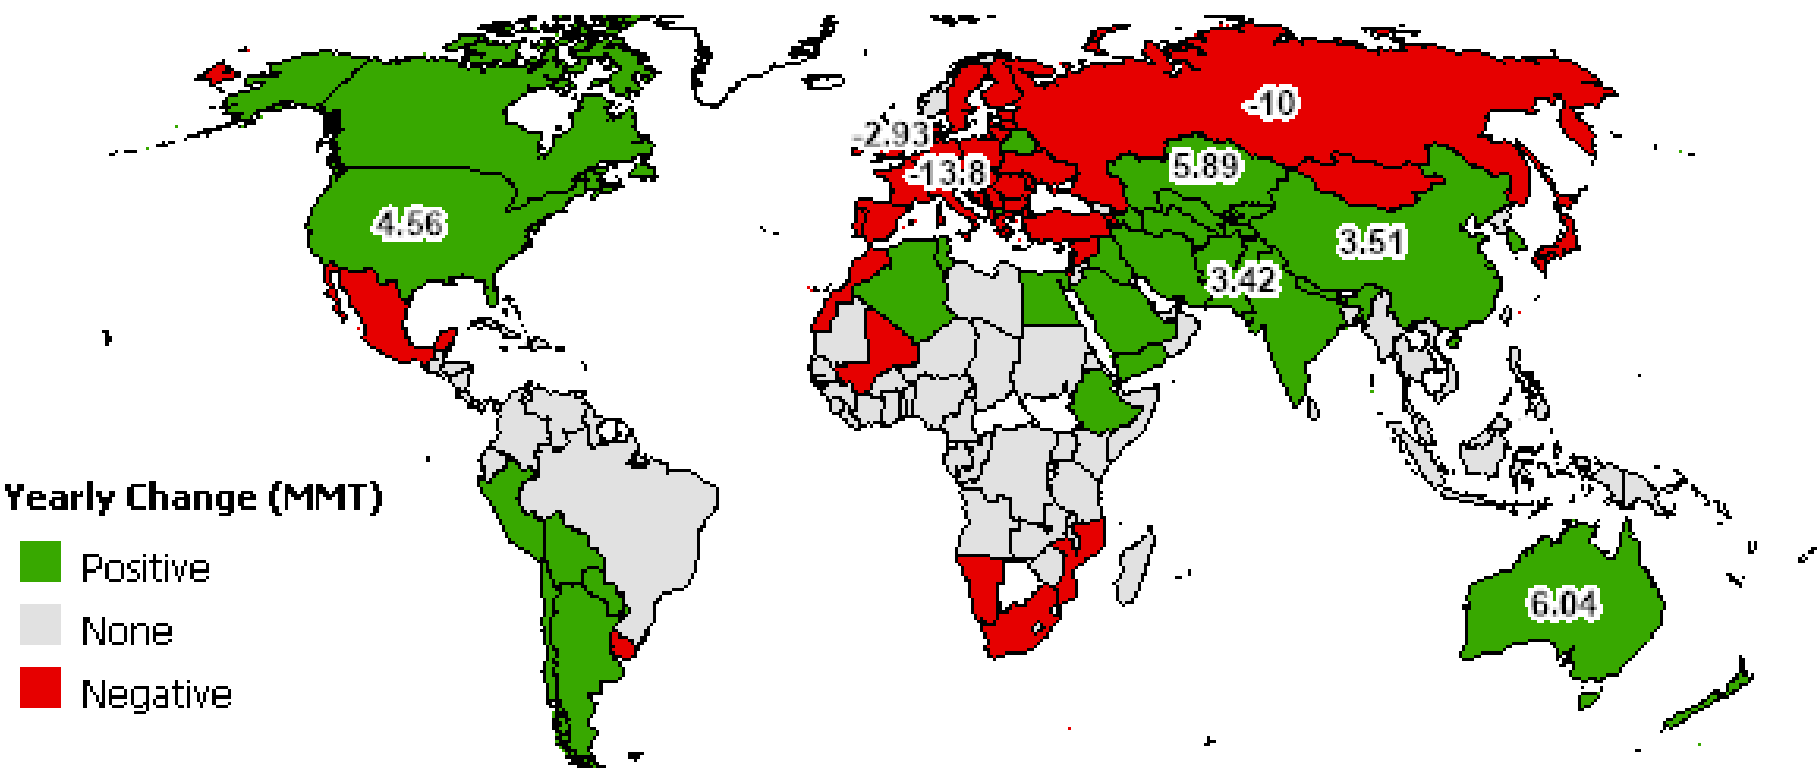 -10
-2.93
5.89
-13.8
4.56
3.51
3.42
Yearly Change (MMT)
Positive
None
6.04
Negative